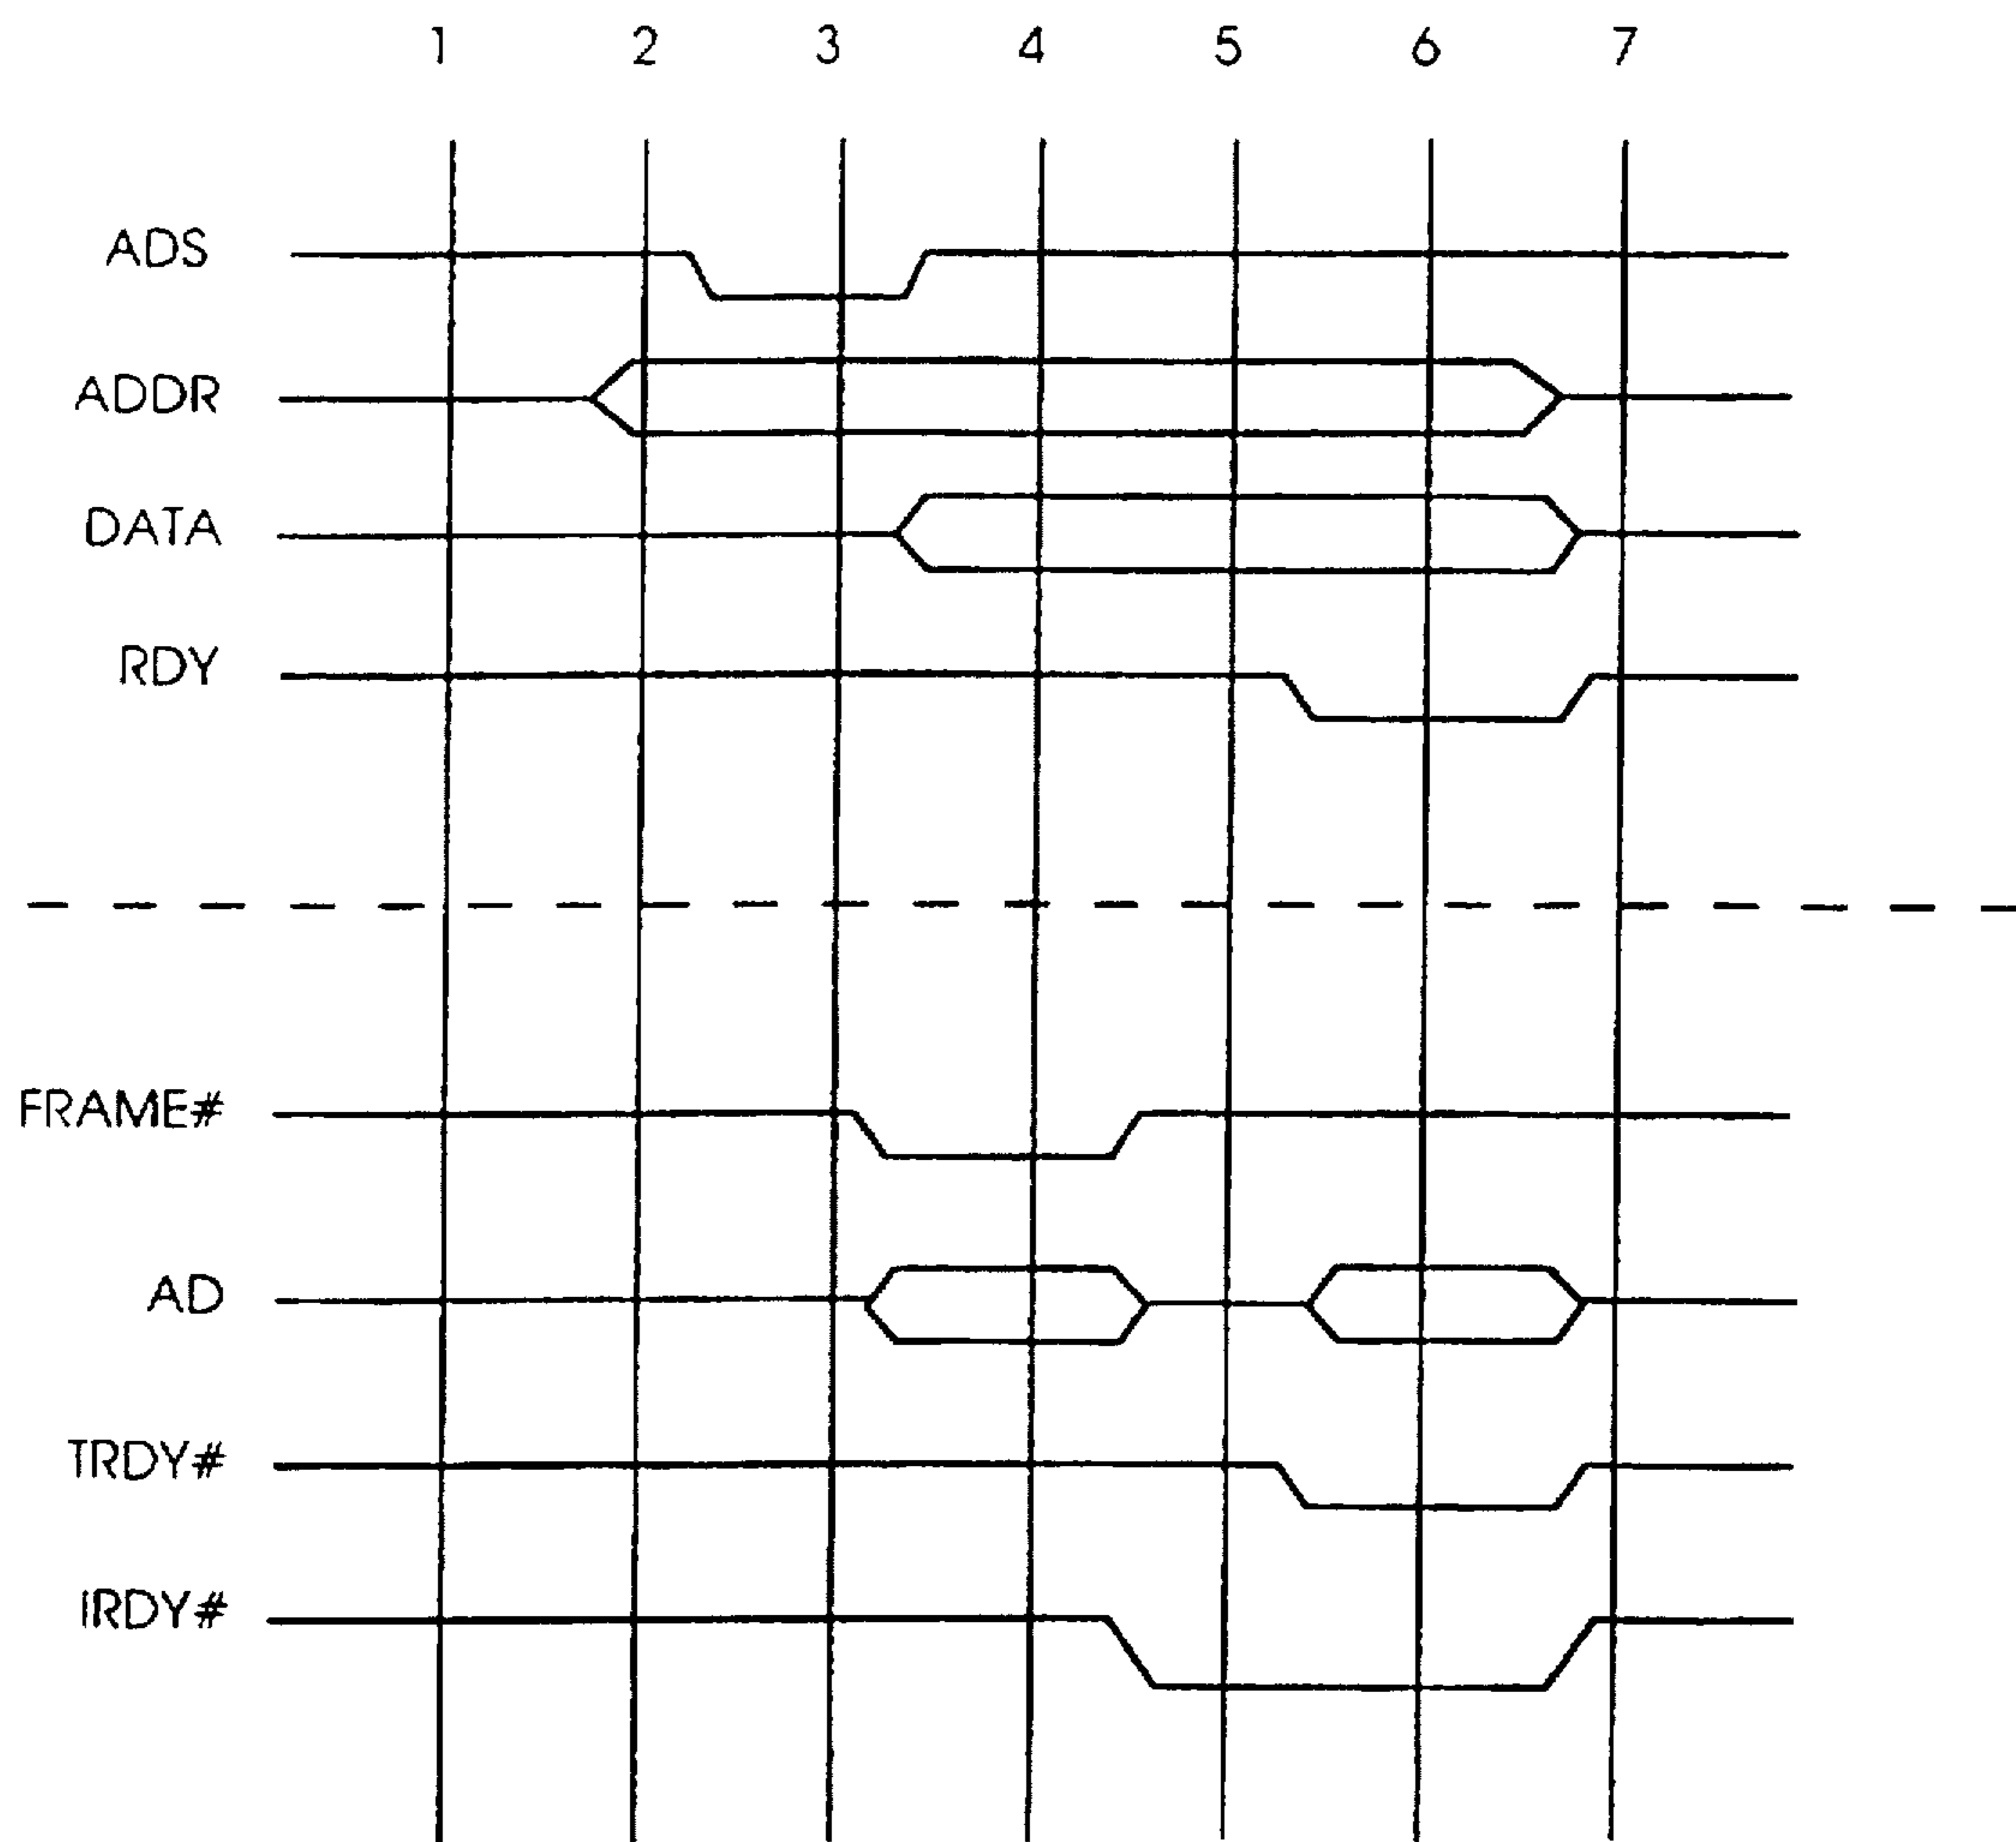 1 2 3 4 5 6 7
ADS
ADDR
DATA
RDY
FRAME#
AD
TRDY#
IRDY#